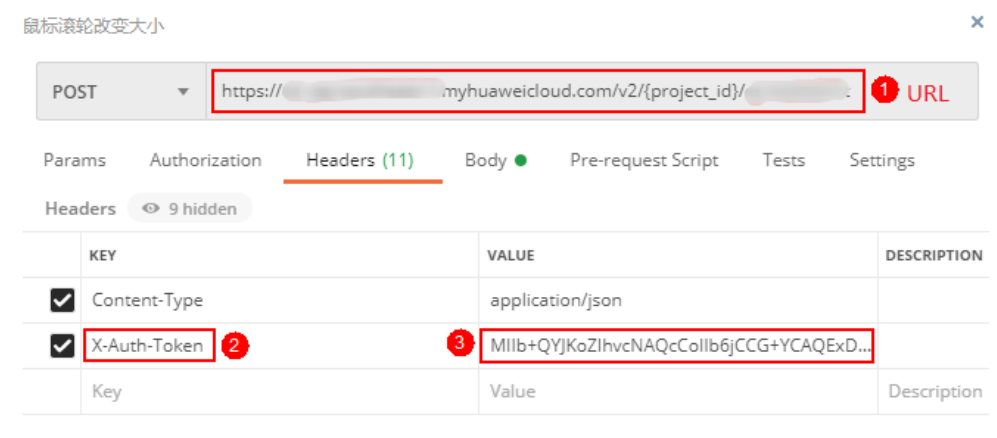 鼠标滚轮改变大小
POST https:// myhuaweicloud.com/v2/{project_id}/ 1 URL
Params Authorization Headers (11) Body Pre-request Script Tests Settings
Headers 9 hidden
KEY VALUE DESCRIPTION
Content-Type application/json
X-Auth-Token 2 3 MIIb+QYJKoZIhvcNAQcCoIIb6jCCG+YCAQExD...
Key Value Description